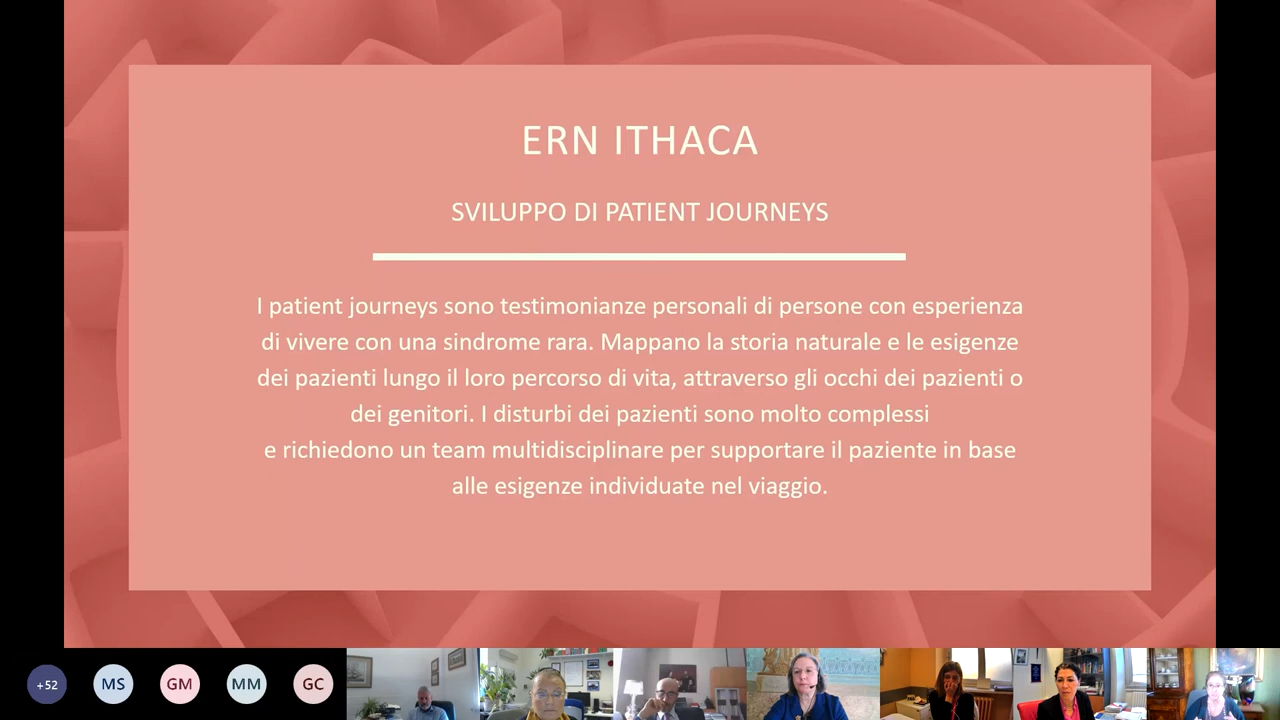 ERN ITHACA
SVILUPPO DI PATIENT JOURNEYS
I patient journeys sono testimonianze personali di persone con esperienza
di vivere con una sindrome rara. Mappano la storia naturale e le esigenze
dei pazienti lungo il loro percorso di vita, attraverso gli occhi dei pazienti o
dei genitori. I disturbi dei pazienti sono molto complessi
e richiedono un team multidisciplinare per supportare il paziente in base
alle esigenze individuate nel viaggio.
+52 MS GM MM GC